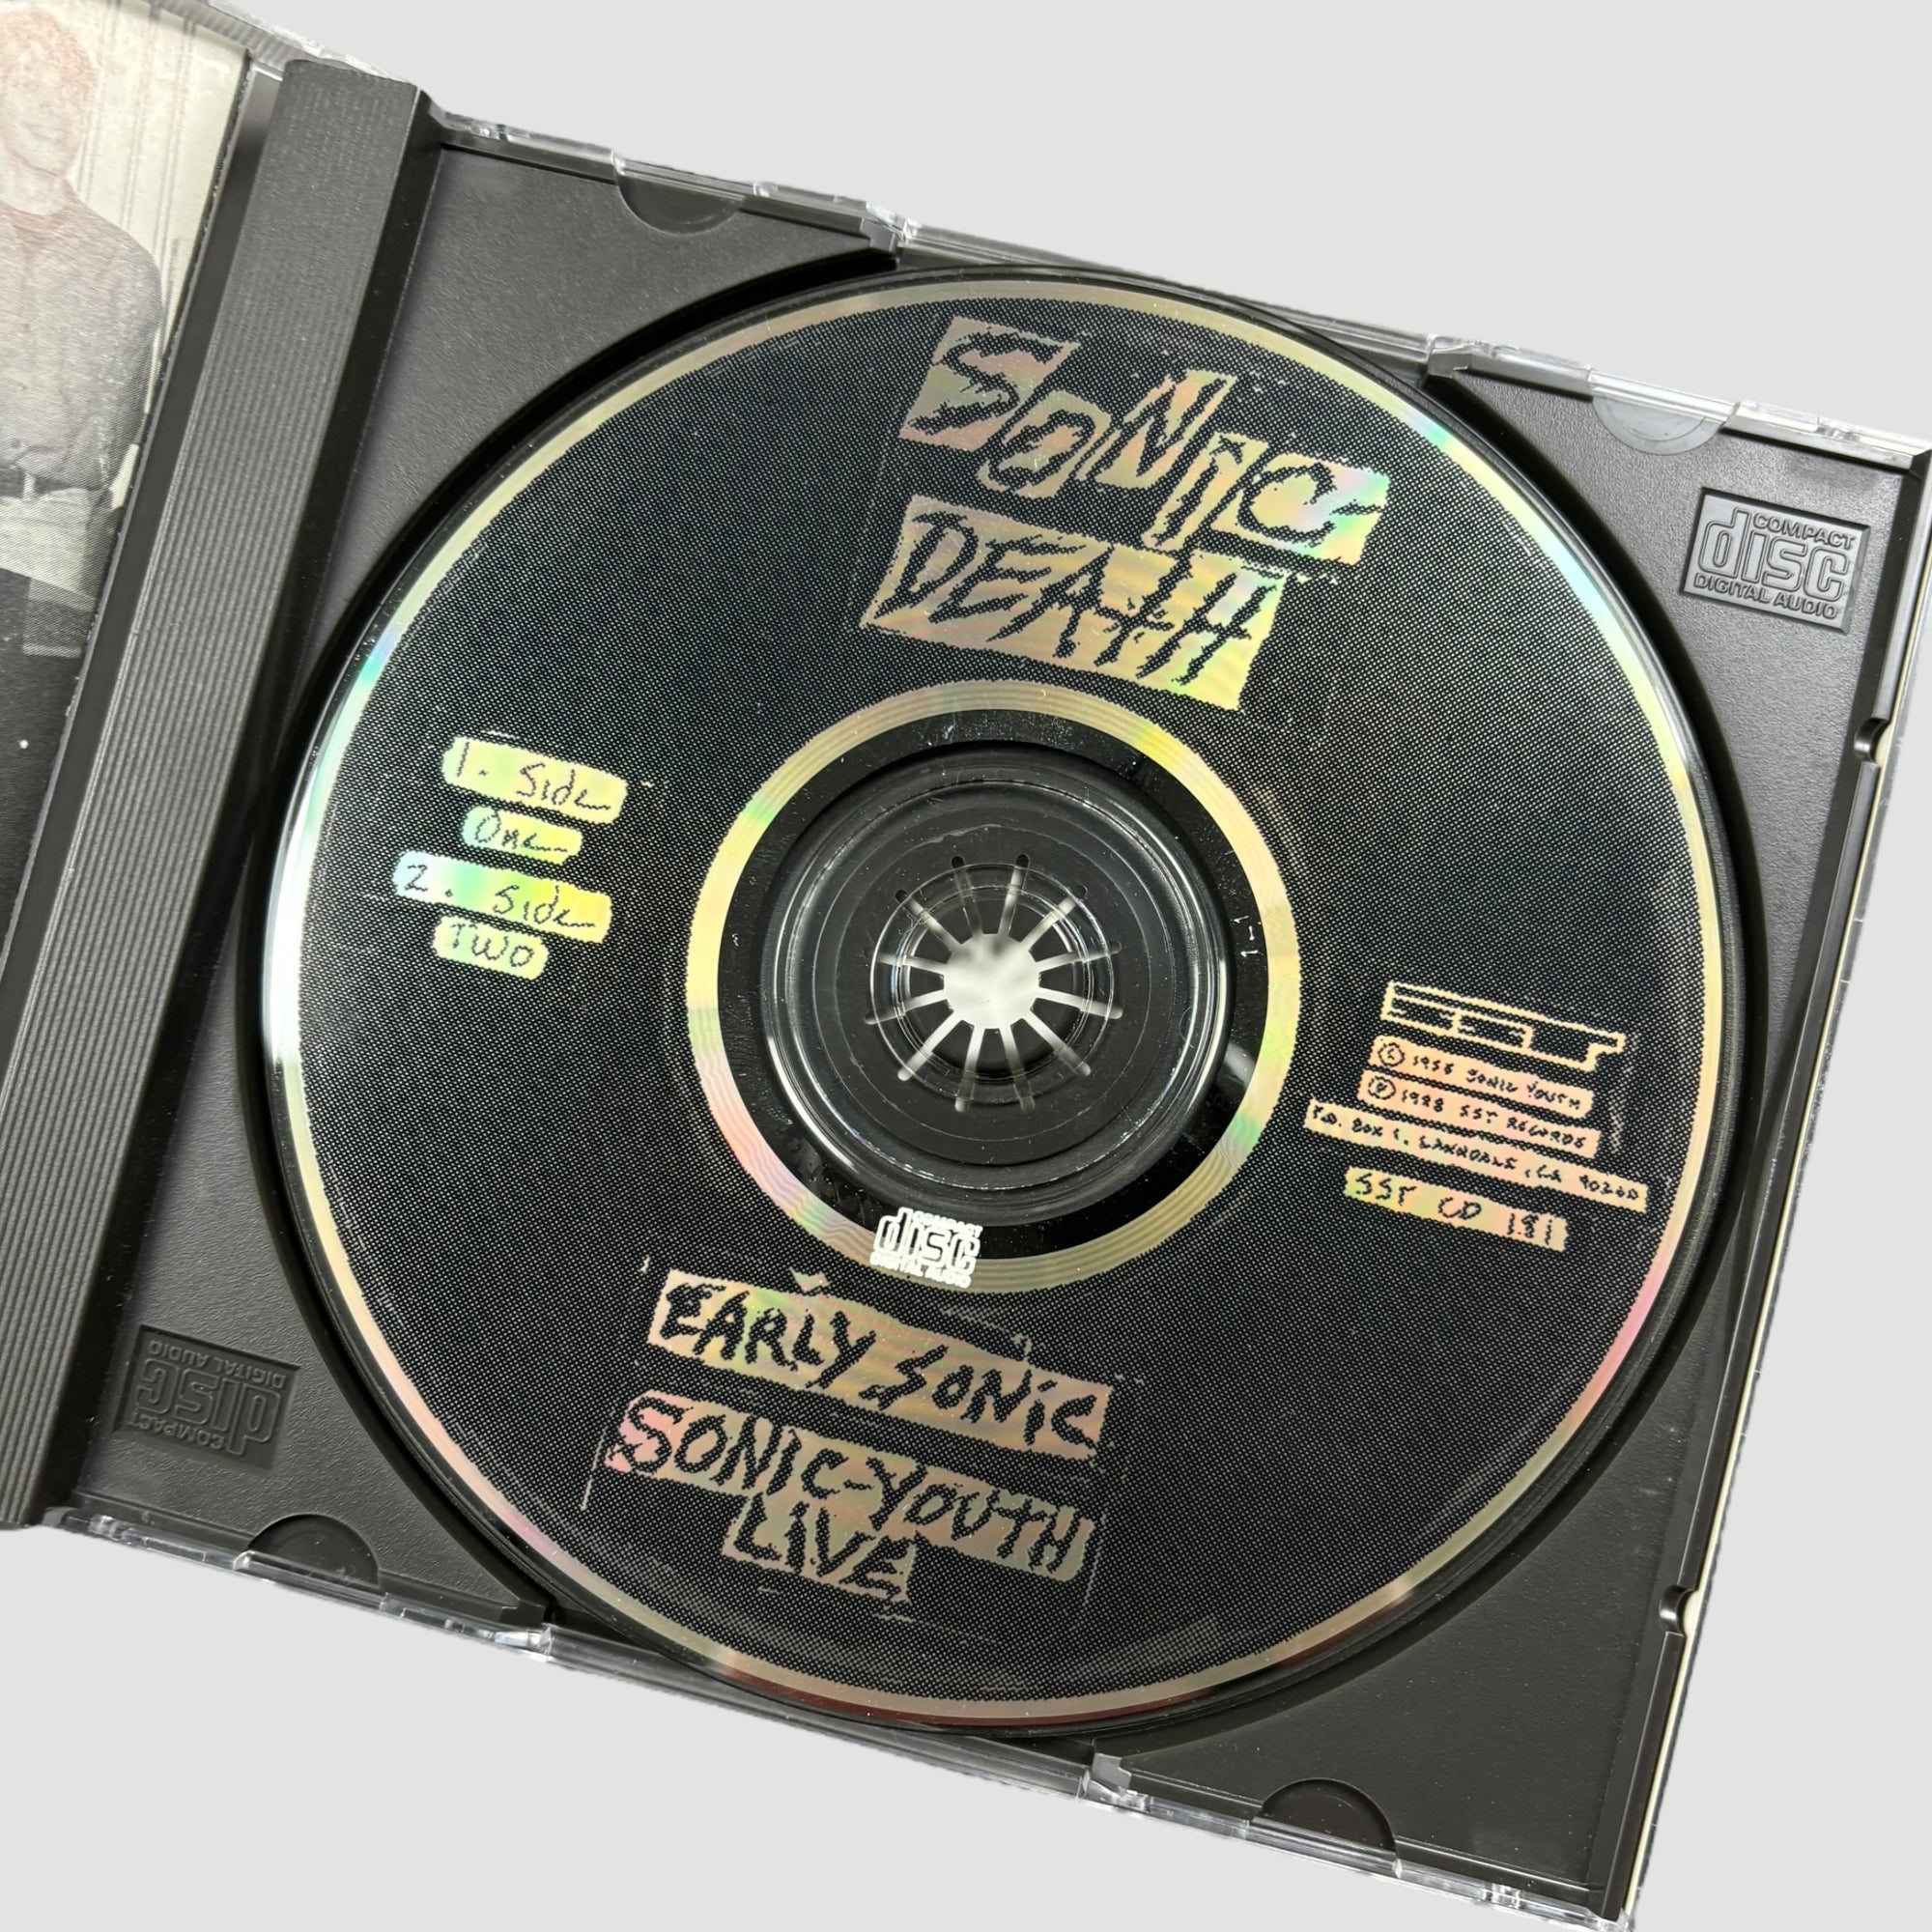 SONIC
DEATH
COMPACT
disc
DIGITAL AUDIO
1. Side
One
2. Side
TWO
1-1
SST
© 1988 SONIC YOUTH
℗ 1988 SST RECORDS
P.O. BOX 1, LAWNDALE, CA 90260
SST CD 181
COMPACT
disc
DIGITAL AUDIO
EARLY SONIC
SONIC-YOUTH
LIVE
COMPACT
disc
DIGITAL AUDIO